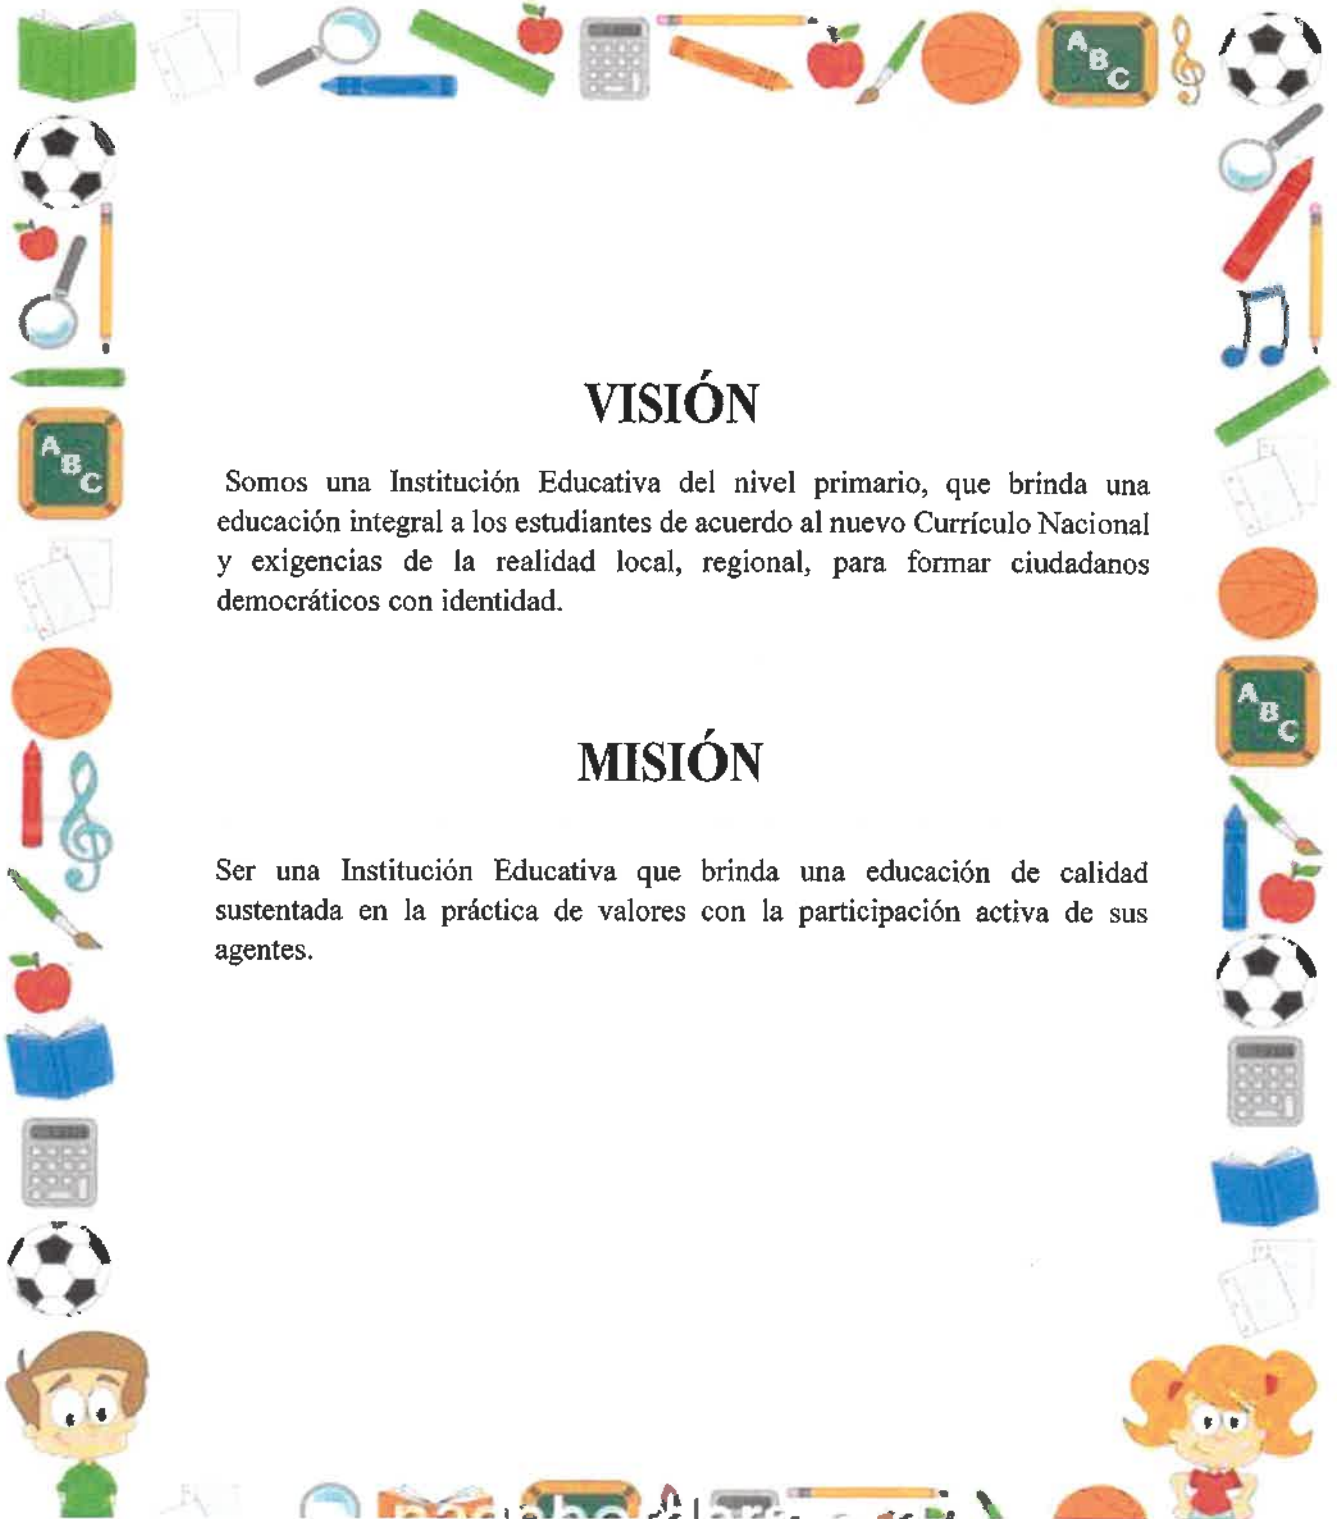 A B C
A B C
VISIÓN
Somos una Institución Educativa del nivel primario, que brinda una
educación integral a los estudiantes de acuerdo al nuevo Currículo Nacional
y exigencias de la realidad local, regional, para formar ciudadanos
democráticos con identidad.
A B C
MISIÓN
Ser una Institución Educativa que brinda una educación de calidad
sustentada en la práctica de valores con la participación activa de sus
agentes.